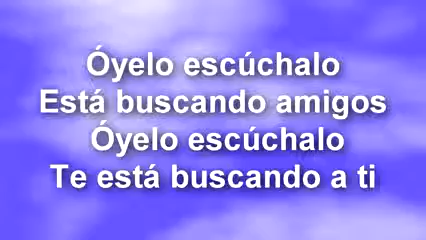 Óyelo escúchalo
Está buscando amigos
Óyelo escúchalo
Te está buscando a ti